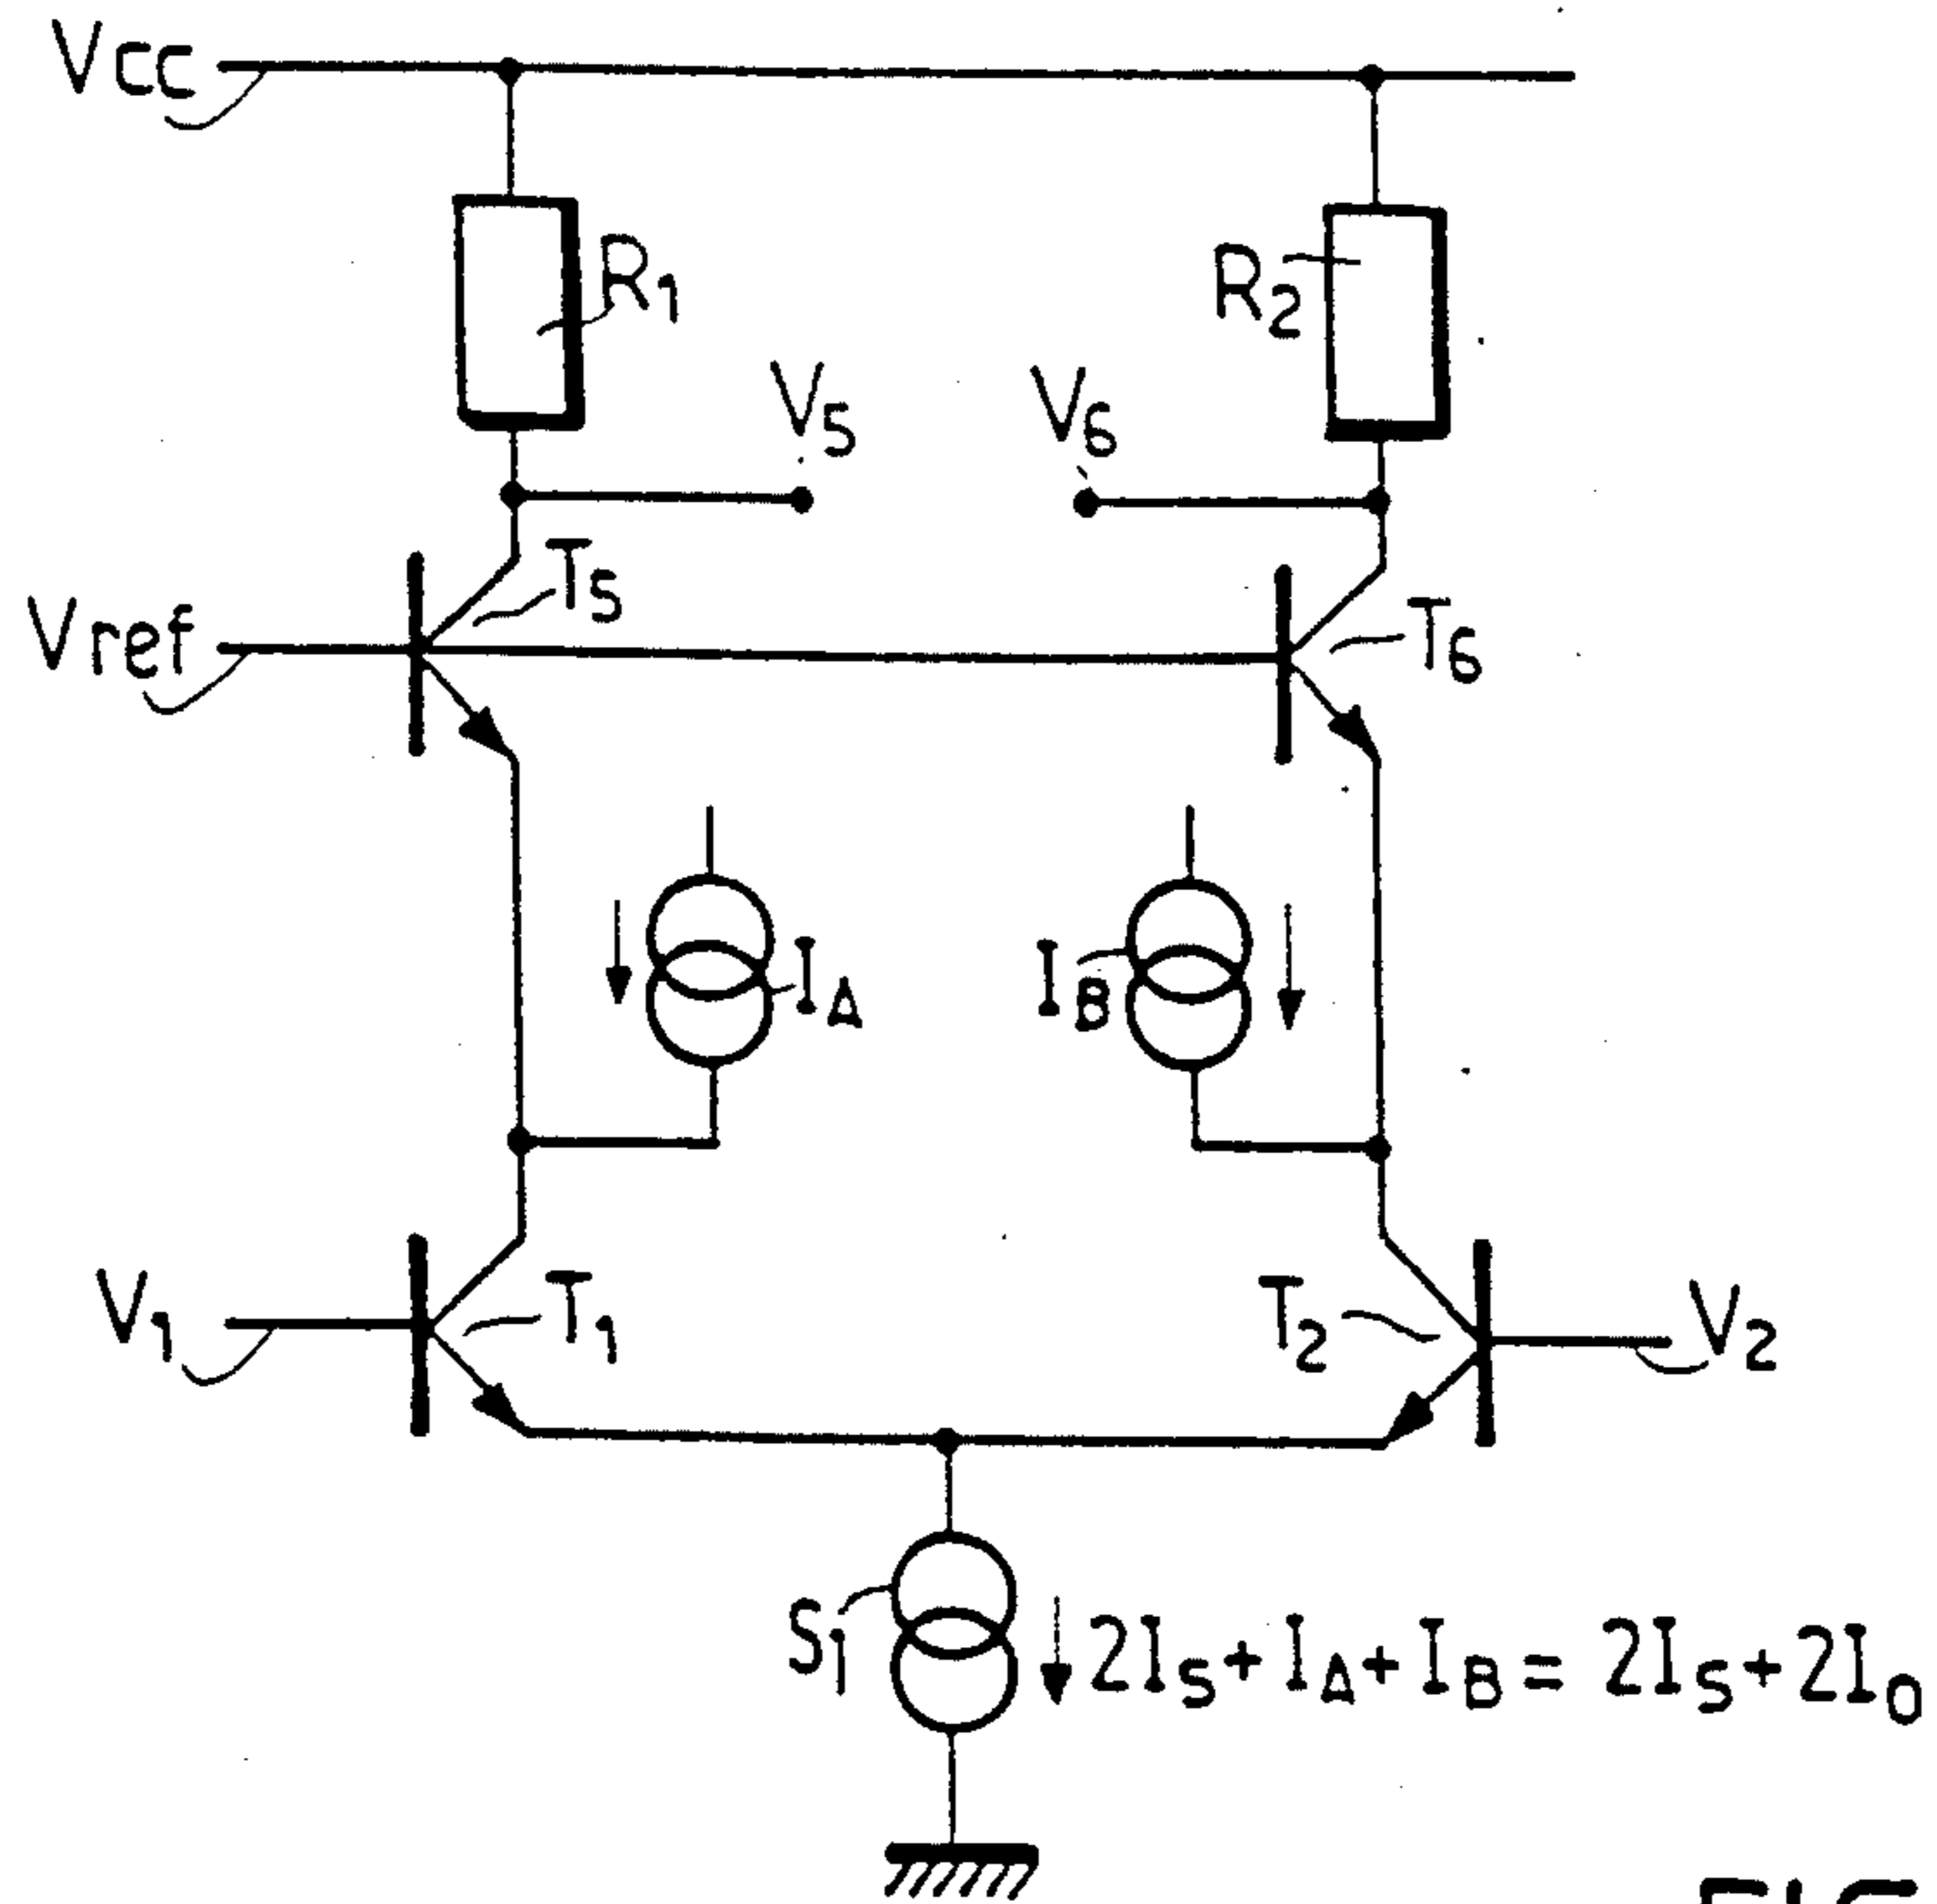 Vcc
R1
R2
V5
V6
T5
Vref
T6
IA
IB
V1
T1
T2
V2
S1
2IS+IA+IB= 2IS+2IO